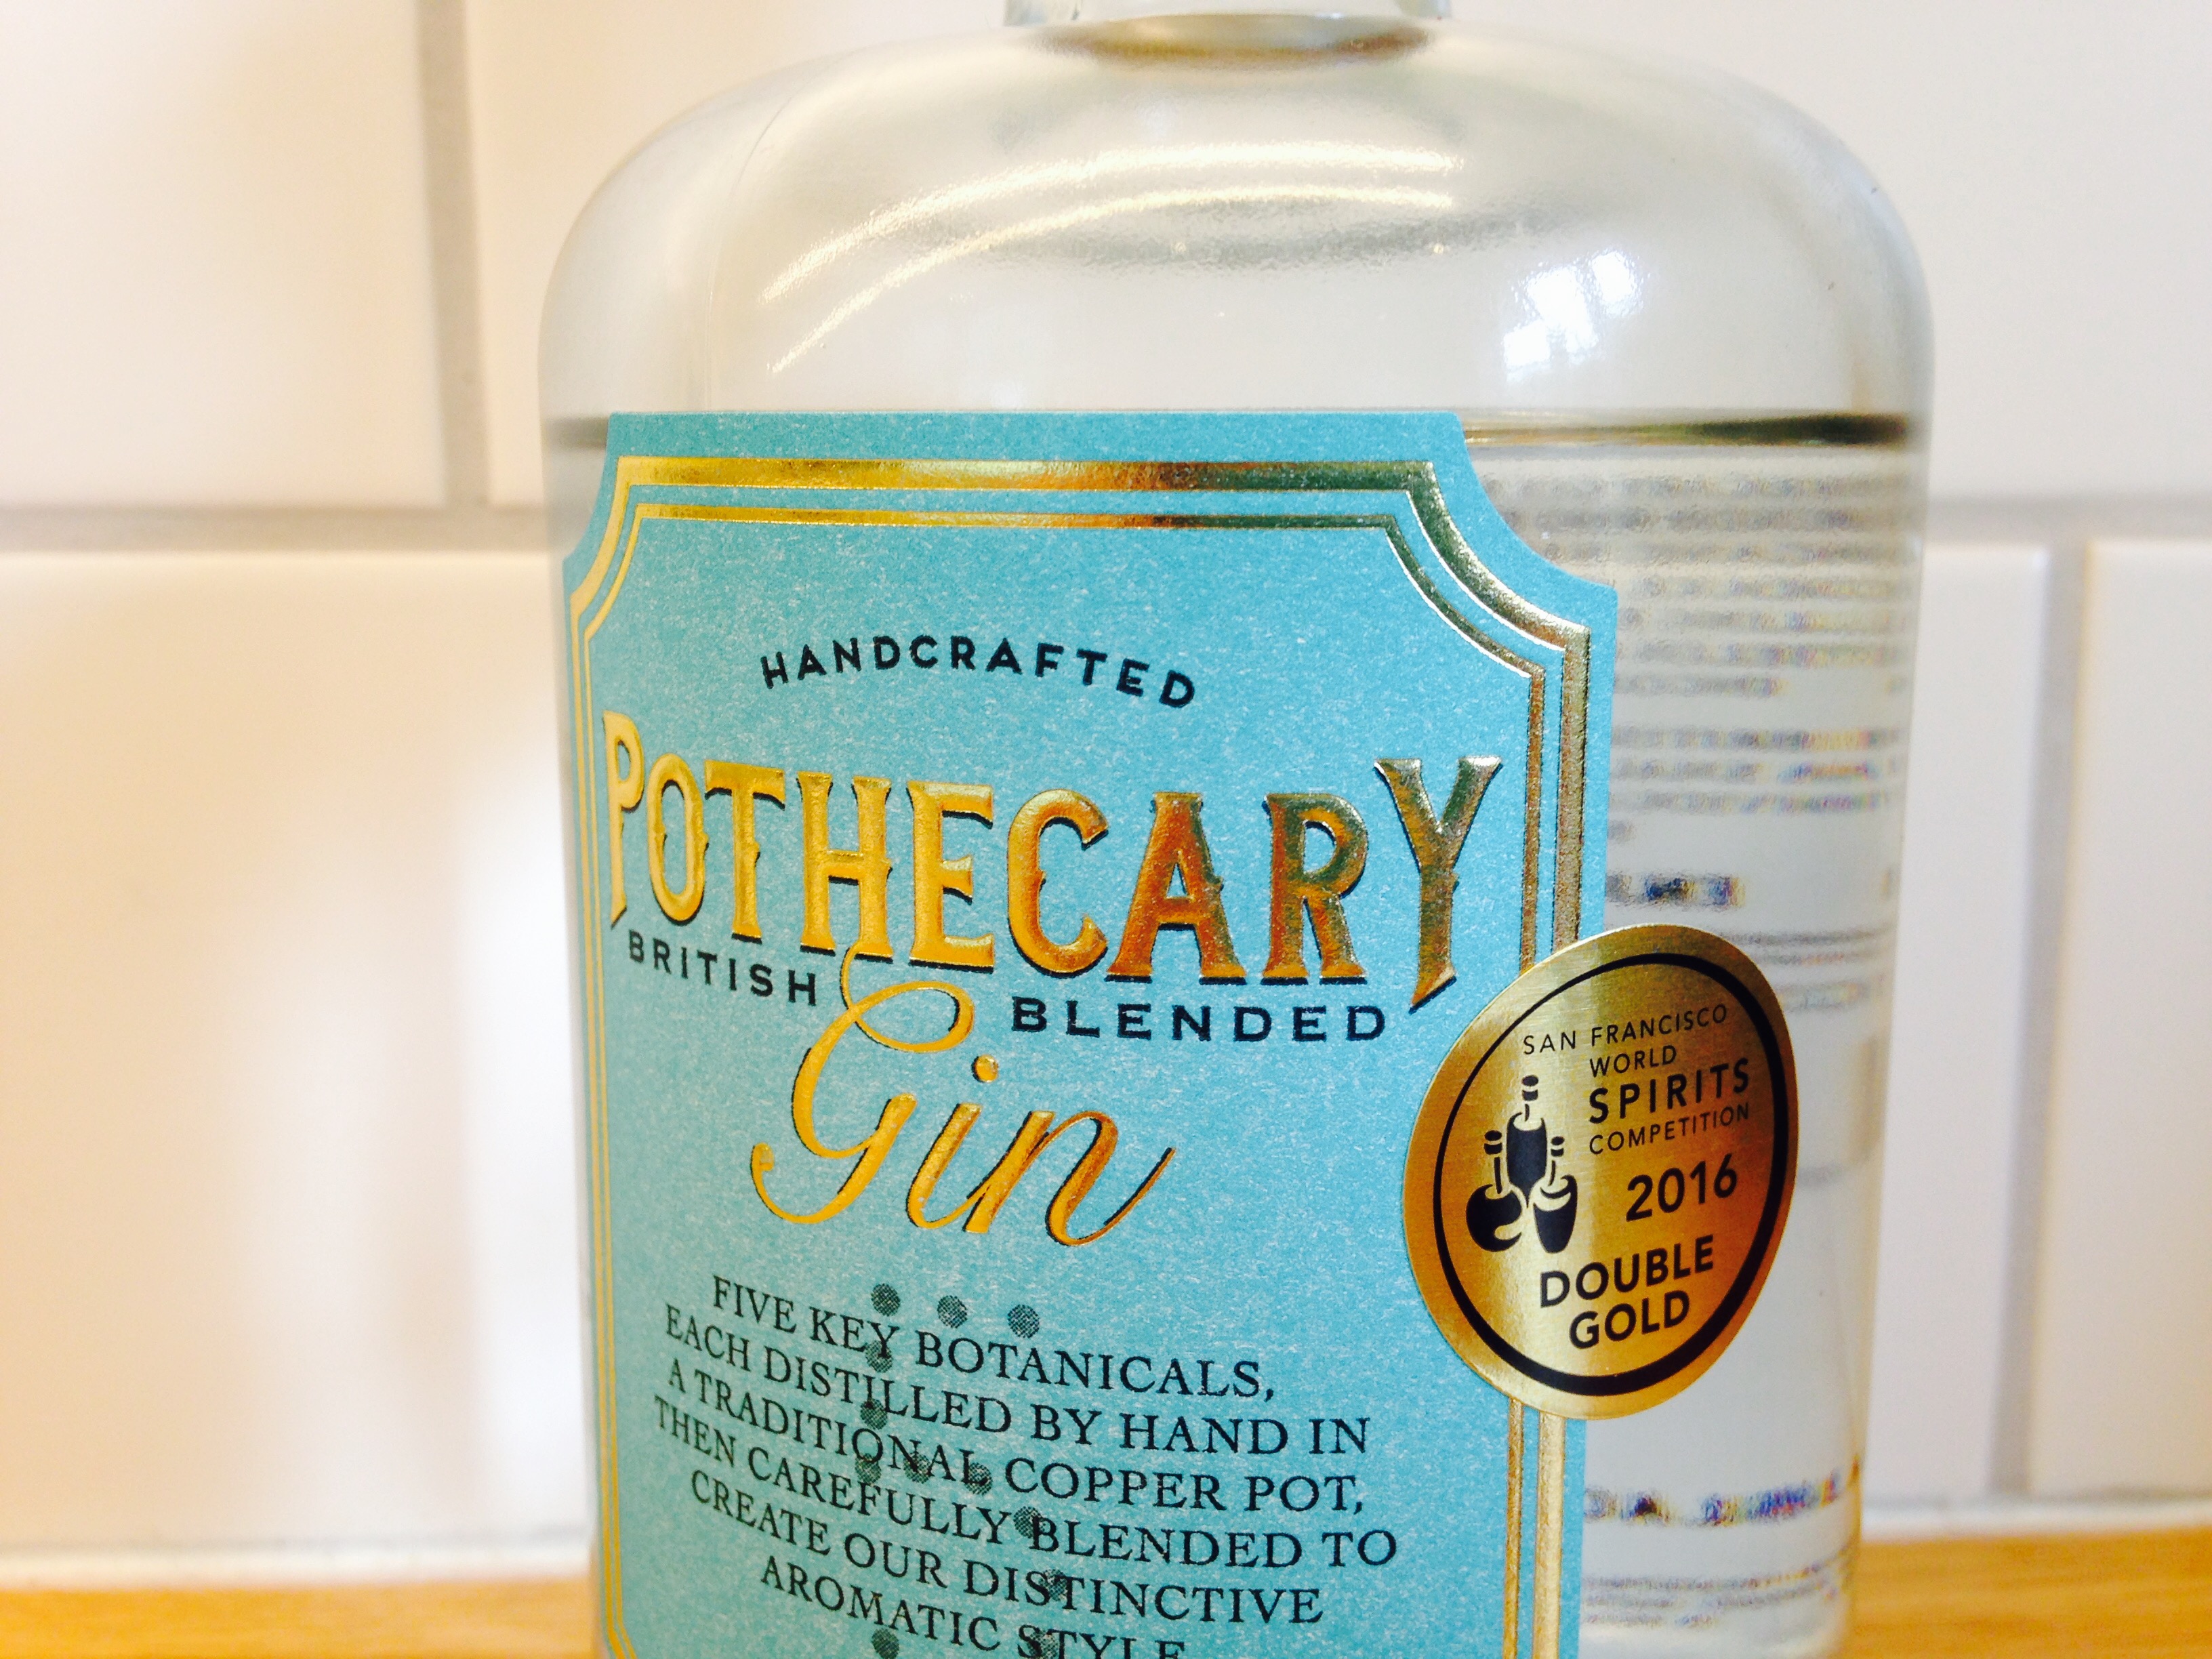 HANDCRAFTED
POTHECARY
BRITISH BLENDED
Gin
FIVE KEY BOTANICALS,
EACH DISTILLED BY HAND IN
A TRADITIONAL COPPER POT,
THEN CAREFULLY BLENDED TO
CREATE OUR DISTINCTIVE
AROMATIC STYLE
SAN FRANCISCO
WORLD
SPIRITS
COMPETITION
2016
DOUBLE
GOLD